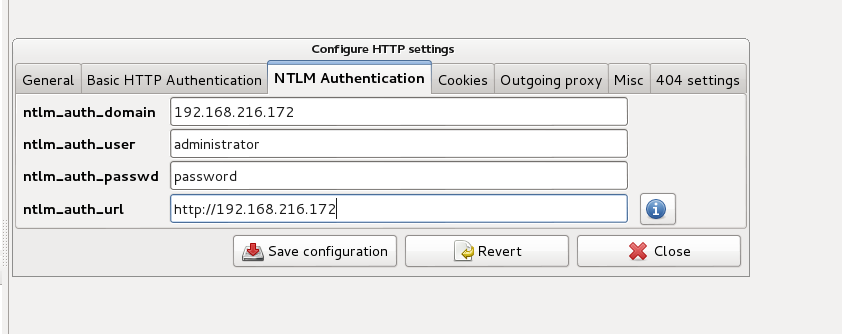 Configure HTTP settings
General Basic HTTP Authentication NTLM Authentication Cookies Outgoing proxy Misc 404 settings
ntlm_auth_domain 192.168.216.172
ntlm_auth_user administrator
ntlm_auth_passwd password
ntlm_auth_url http://192.168.216.172
Save configuration Revert Close